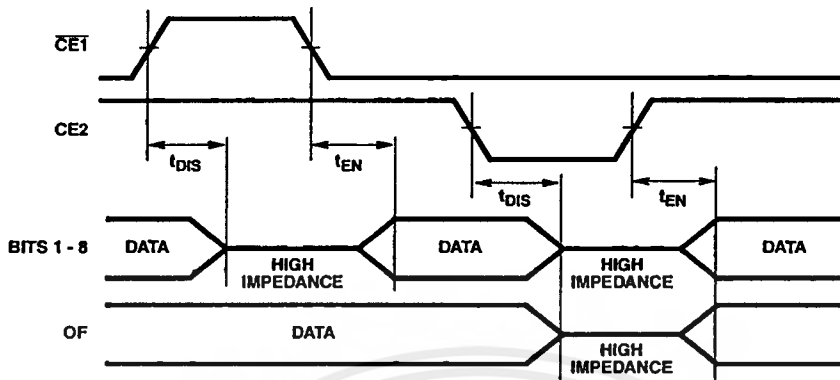 CE1
CE2
tDIS
tEN
tDIS
tEN
BITS 1 - 8
DATA
HIGH
IMPEDANCE
DATA
HIGH
IMPEDANCE
DATA
OF
DATA
HIGH
IMPEDANCE